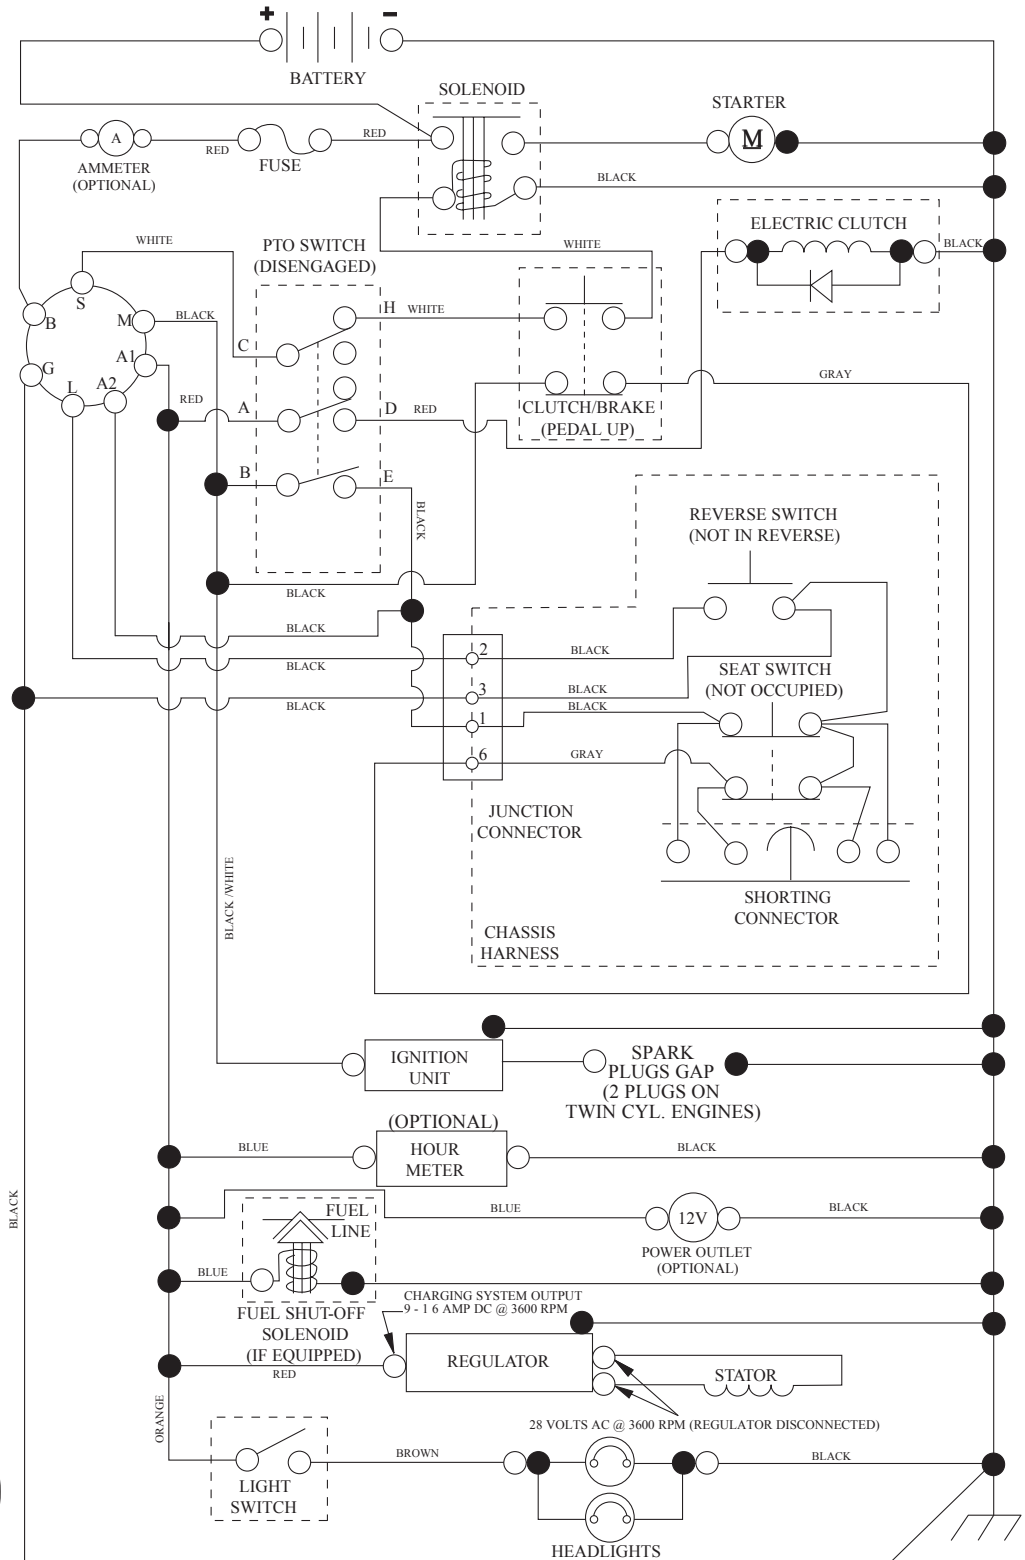 +
–
BATTERY
SOLENOID
STARTER
A
RED
RED
M
AMMETER
(OPTIONAL)
FUSE
BLACK
ELECTRIC CLUTCH
WHITE
PTO SWITCH
(DISENGAGED)
WHITE
BLACK
S
B
M
BLACK
H
WHITE
C
A1
G
L
A2
GRAY
RED
A
D
RED
CLUTCH/BRAKE
(PEDAL UP)
B
E
BLACK
REVERSE SWITCH
(NOT IN REVERSE)
BLACK
BLACK
2
BLACK
BLACK
SEAT SWITCH
(NOT OCCUPIED)
3
BLACK
BLACK
BLACK
1
6
GRAY
JUNCTION
CONNECTOR
BLACK /WHITE
SHORTING
CONNECTOR
CHASSIS
HARNESS
IGNITION
UNIT
SPARK
PLUGS GAP
(2 PLUGS ON
TWIN CYL. ENGINES)
(OPTIONAL)
HOUR
METER
BLUE
BLACK
BLACK
FUEL
LINE
BLUE
12V
BLACK
POWER OUTLET
(OPTIONAL)
BLUE
CHARGING SYSTEM OUTPUT
9 - 1 6 AMP DC @ 3600 RPM
FUEL SHUT-OFF
SOLENOID
(IF EQUIPPED)
RED
REGULATOR
STATOR
ORANGE
28 VOLTS AC @ 3600 RPM (REGULATOR DISCONNECTED)
BROWN
BLACK
LIGHT
SWITCH
HEADLIGHTS